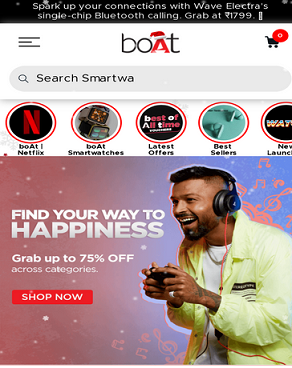 Spark up your connections with Wave Electra's
single-chip Bluetooth calling. Grab at ₹1799.
boAt
0
Search Smartwa
N
best of
All time
WAT
boAt | Netflix
boAt Smartwatches
Latest Offers
Best Sellers
New Launch
FIND YOUR WAY TO
HAPPINESS
Grab up to 75% OFF
across categories.
SHOP NOW